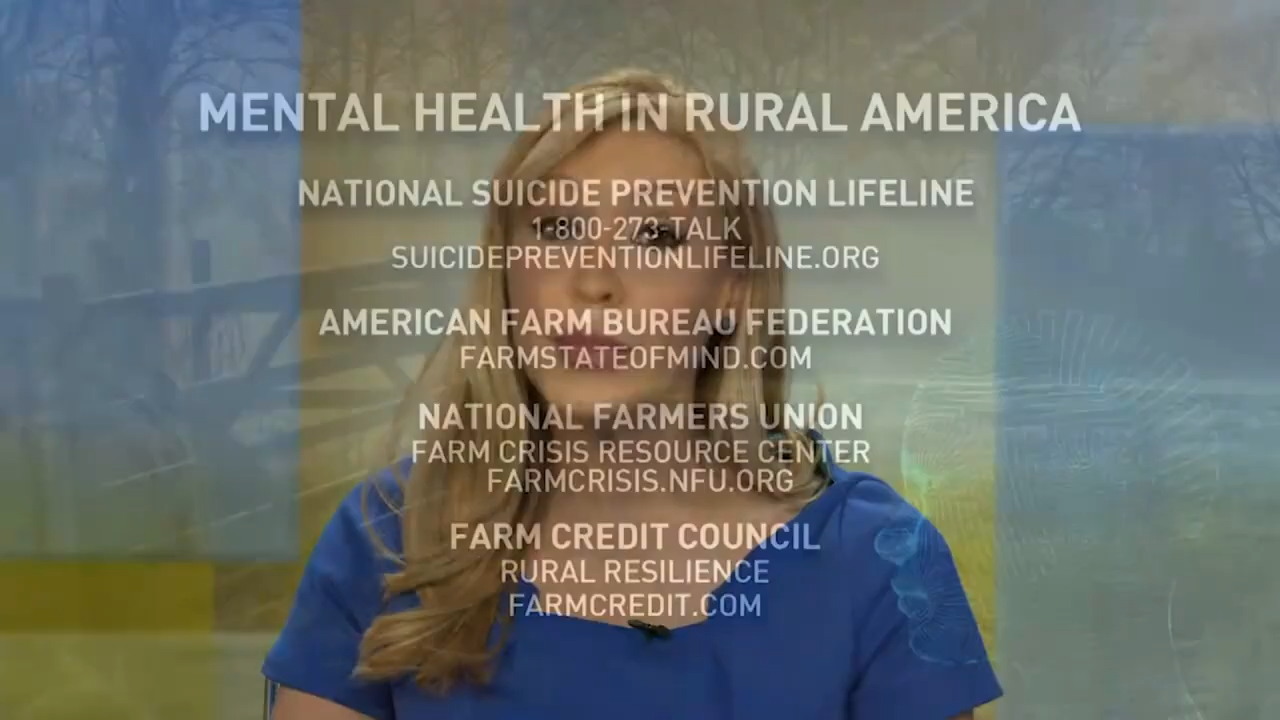 MENTAL HEALTH IN RURAL AMERICA
NATIONAL SUICIDE PREVENTION LIFELINE
1-800-273-TALK
SUICIDEPREVENTIONLIFELINE.ORG
AMERICAN FARM BUREAU FEDERATION
FARMSTATEOFMIND.COM
NATIONAL FARMERS UNION
FARM CRISIS RESOURCE CENTER
FARMCRISIS.NFU.ORG
FARM CREDIT COUNCIL
RURAL RESILIENCE
FARMCREDIT.COM